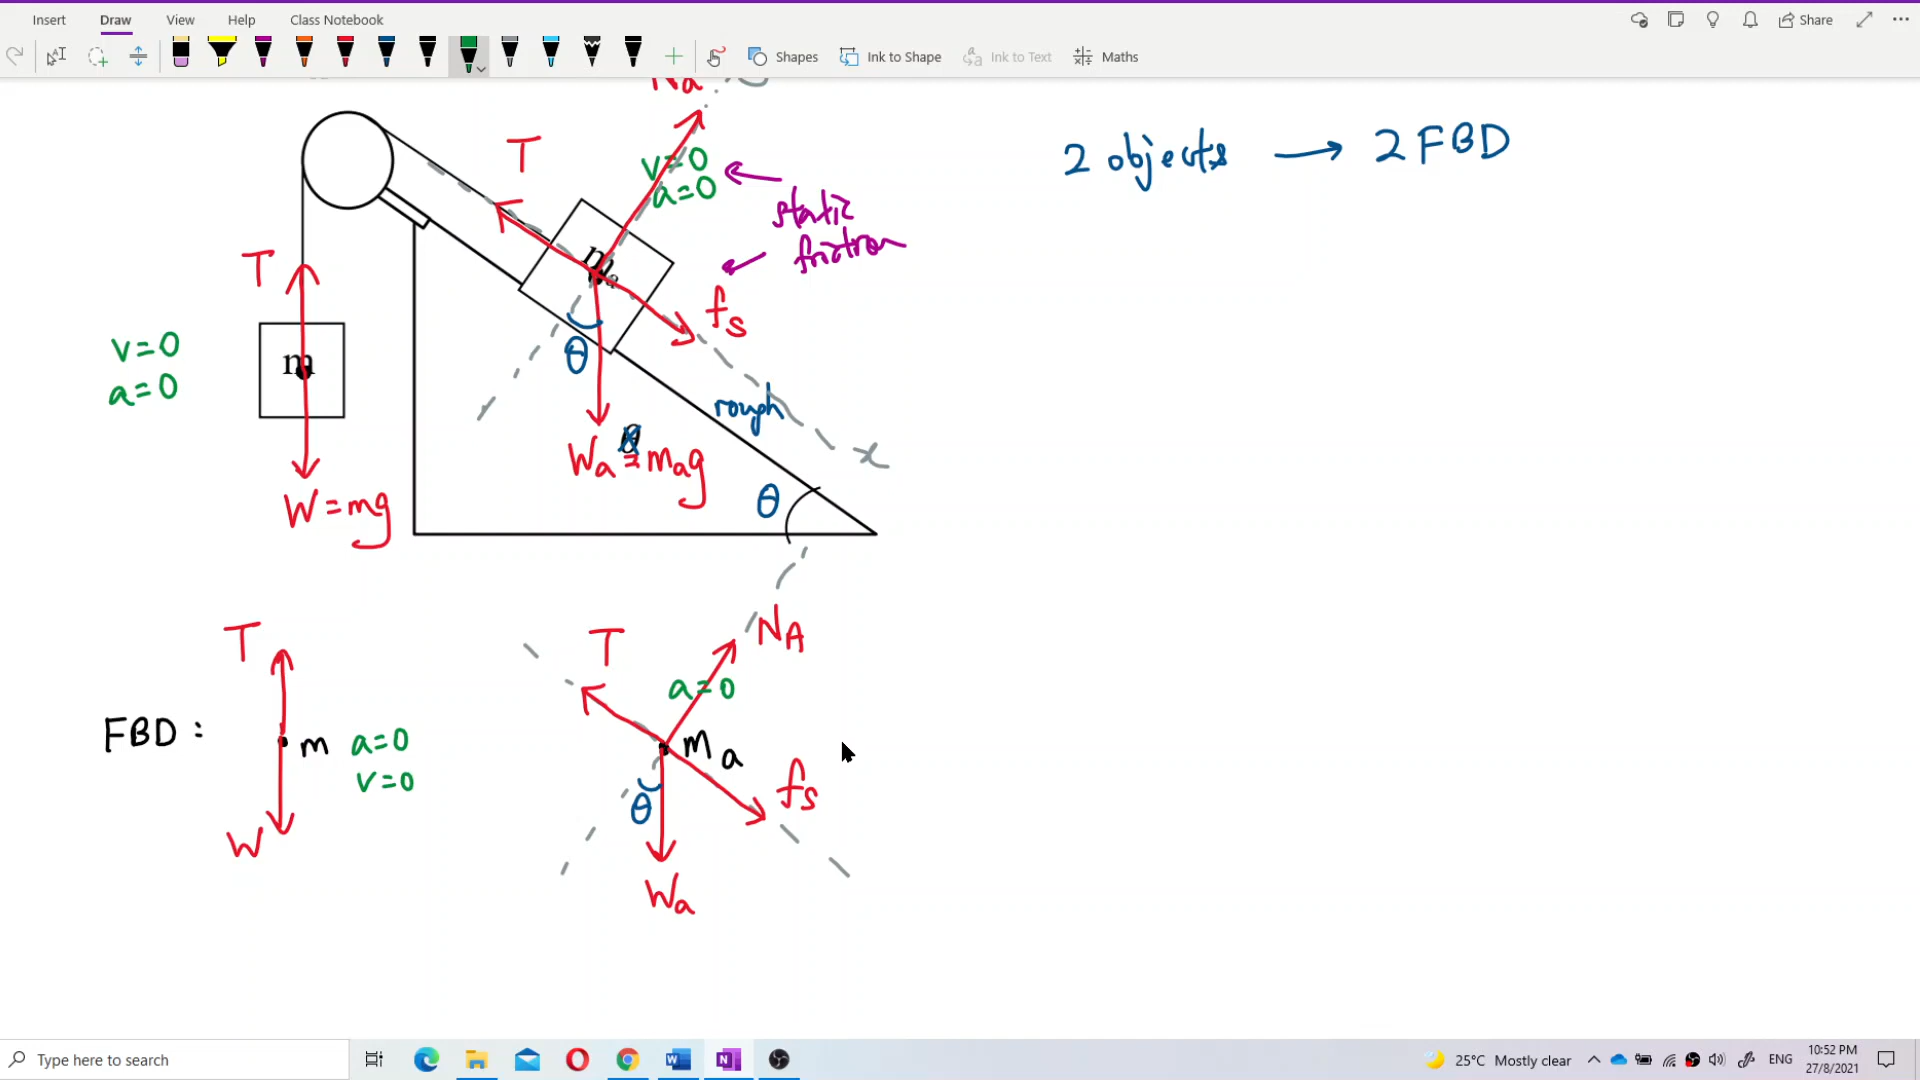 Insert Draw View Help Class Notebook Share
Shapes Ink to Shape Ink to Text Maths
Na
T
v=0
a=0
static
friction
2 objects → 2 FBD
T
ma
fs
m
v=0
a=0
θ
rough
x
θ
Wa = mag
W = mg
θ
T
T
NA
a=0
FBD :
m
a=0
v=0
ma
fs
θ
W
Wa
Type here to search
25°C Mostly clear
ENG
10:52 PM
27/8/2021